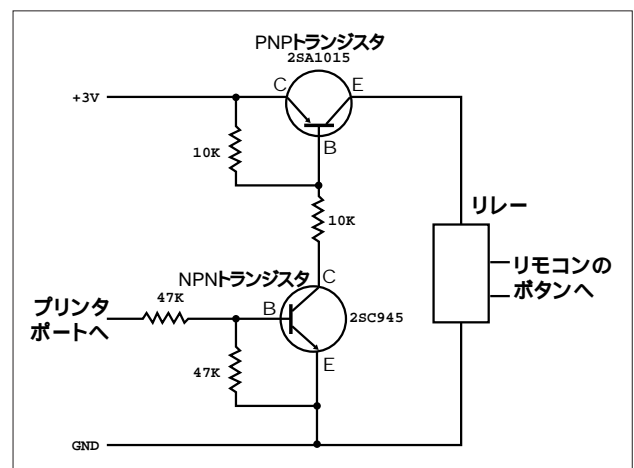 PNPトランジスタ
2SA1015
C
E
+3V
B
10K
10K
リレー
リモコンの
ボタンへ
NPNトランジスタ
C
プリンタ
ポートへ
47K
B
2SC945
47K
E
GND